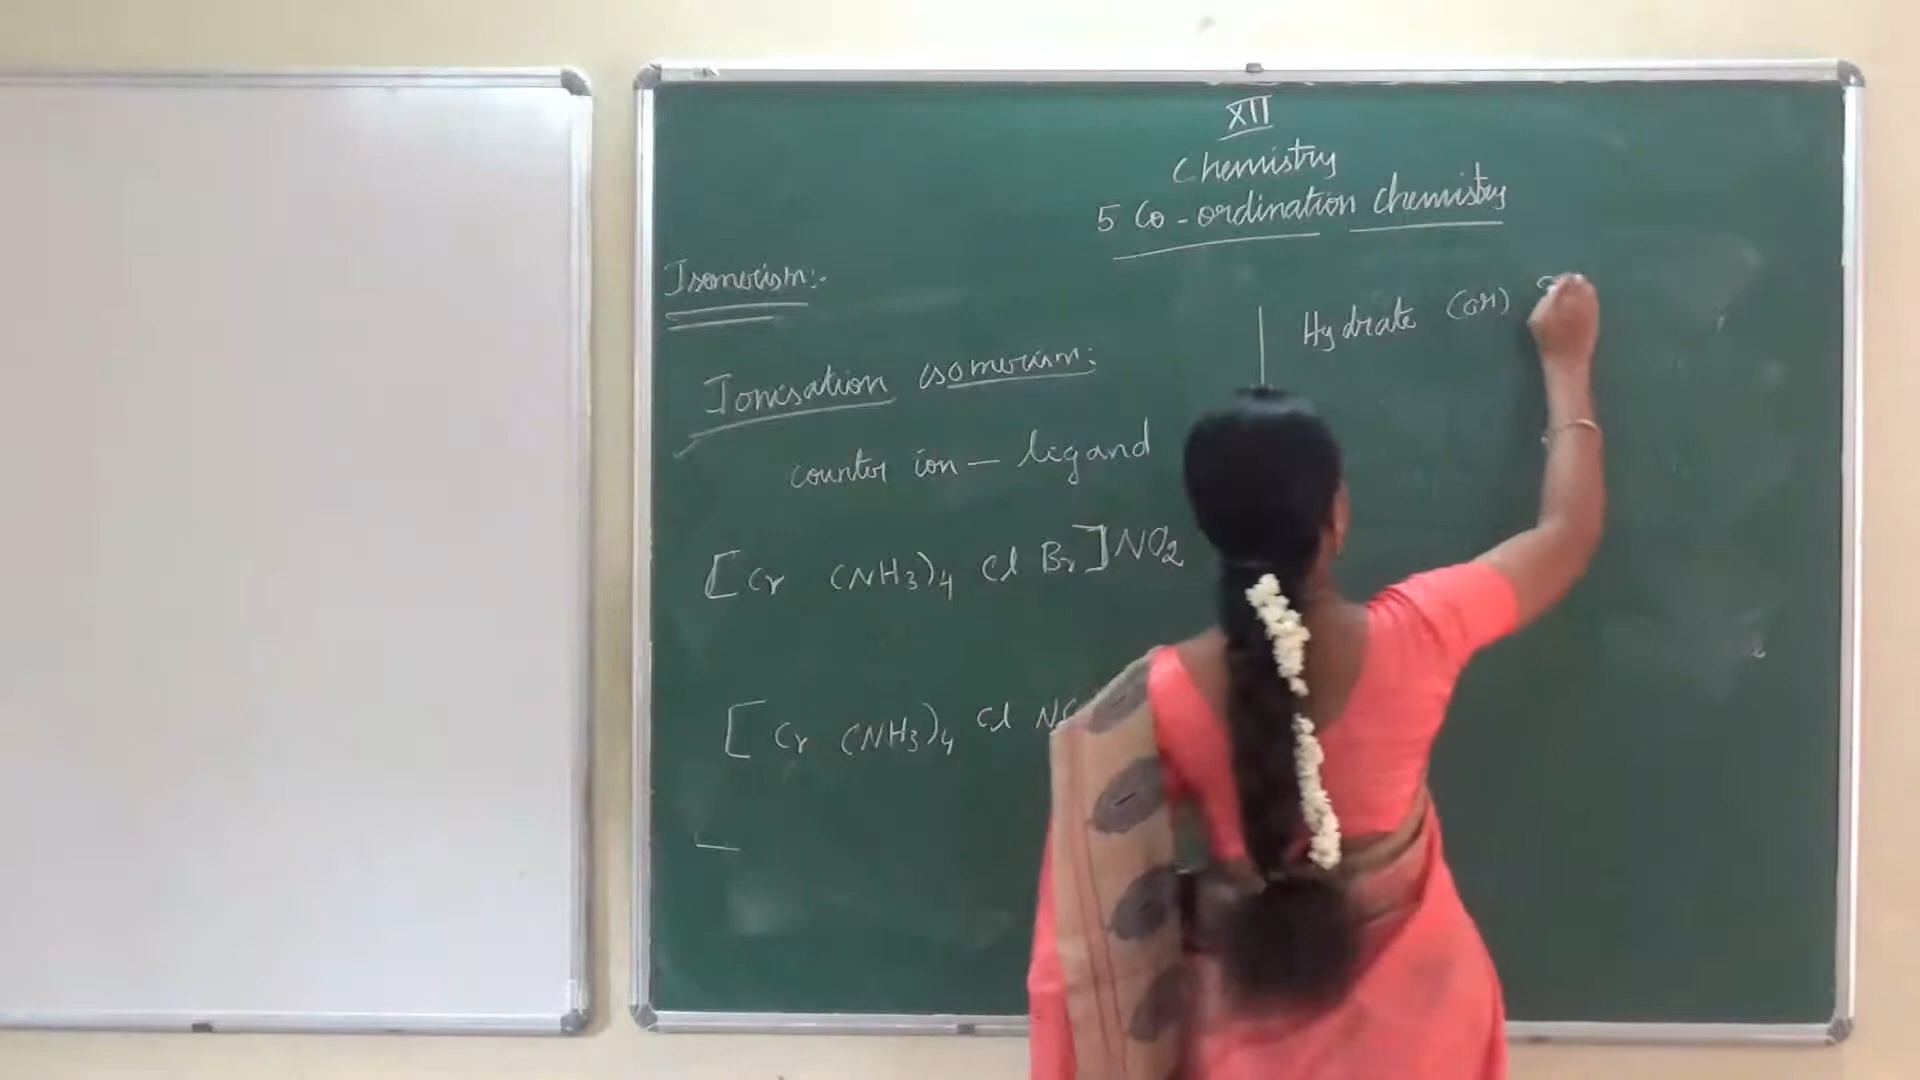 XII
Chemistry
5 Co-ordination chemistry
Isomerism:-
Ionisation isomerism:
counter ion — ligand
[Cr (NH3)4 Cl Br]NO2
[Cr (NH3)4 Cl
Hydrate (or)